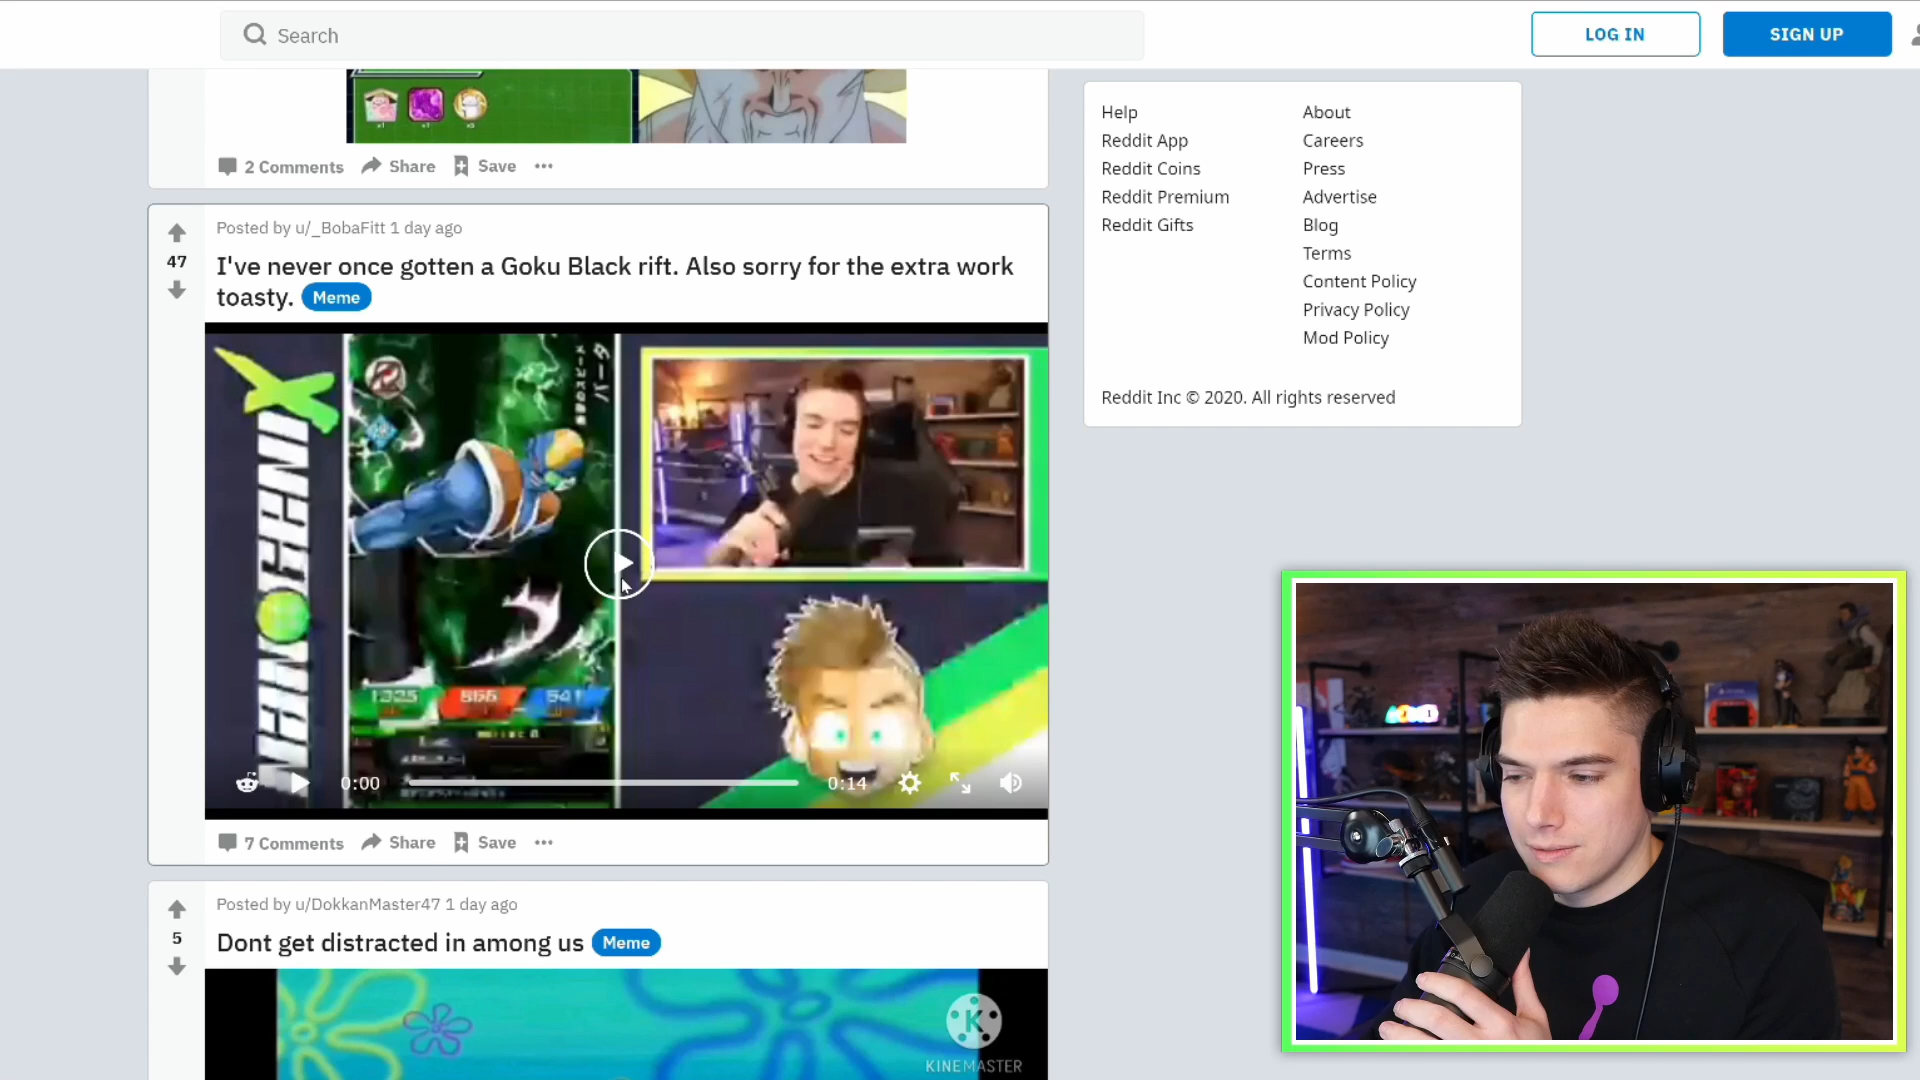 Search
LOG IN
SIGN UP
2 Comments
Share
Save
Posted by u/_BobaFitt 1 day ago
47
I've never once gotten a Goku Black rift. Also sorry for the extra work
toasty. Meme
1325
866
541
0:00
0:14
7 Comments
Share
Save
Posted by u/DokkanMaster47 1 day ago
5
Dont get distracted in among us Meme
K
KINEMASTER
Help
Reddit App
Reddit Coins
Reddit Premium
Reddit Gifts
About
Careers
Press
Advertise
Blog
Terms
Content Policy
Privacy Policy
Mod Policy
Reddit Inc © 2020. All rights reserved